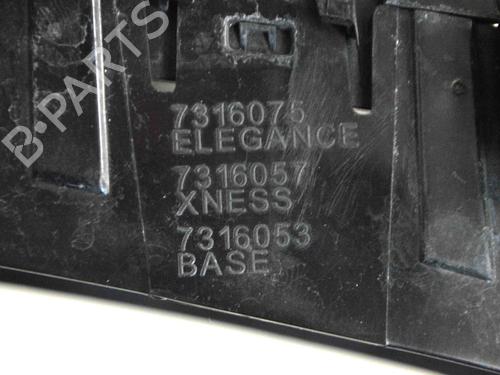 B-PARTS
7316075
ELEGANCE
7316057
XNESS
7316053
BASE